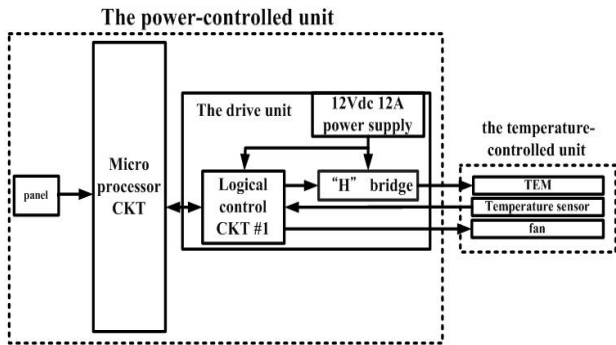 The power-controlled unit
The drive unit
12Vdc 12A
power supply
the temperature-
controlled unit
panel
Micro
processor
CKT
Logical
control
CKT #1
“H” bridge
TEM
Temperature sensor
fan